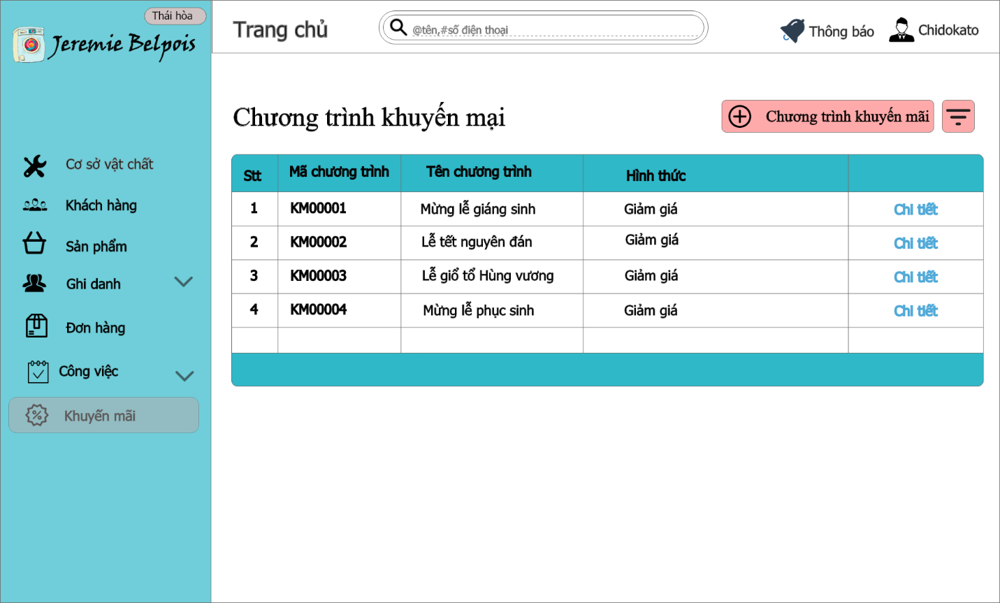 Thái hòa
Jeremie Belpois
Trang chủ
@tên,#số điện thoại
Thông báo
Chidokato
Cơ sở vật chất
Khách hàng
Sản phẩm
Ghi danh
Đơn hàng
Công việc
Khuyến mãi
Chương trình khuyến mại
Chương trình khuyến mãi
Stt Mã chương trình Tên chương trình Hình thức
1 KM00001 Mừng lễ giáng sinh Giảm giá Chi tiết
2 KM00002 Lễ tết nguyên đán Giảm giá Chi tiết
3 KM00003 Lễ giổ tổ Hùng vương Giảm giá Chi tiết
4 KM00004 Mừng lễ phục sinh Giảm giá Chi tiết